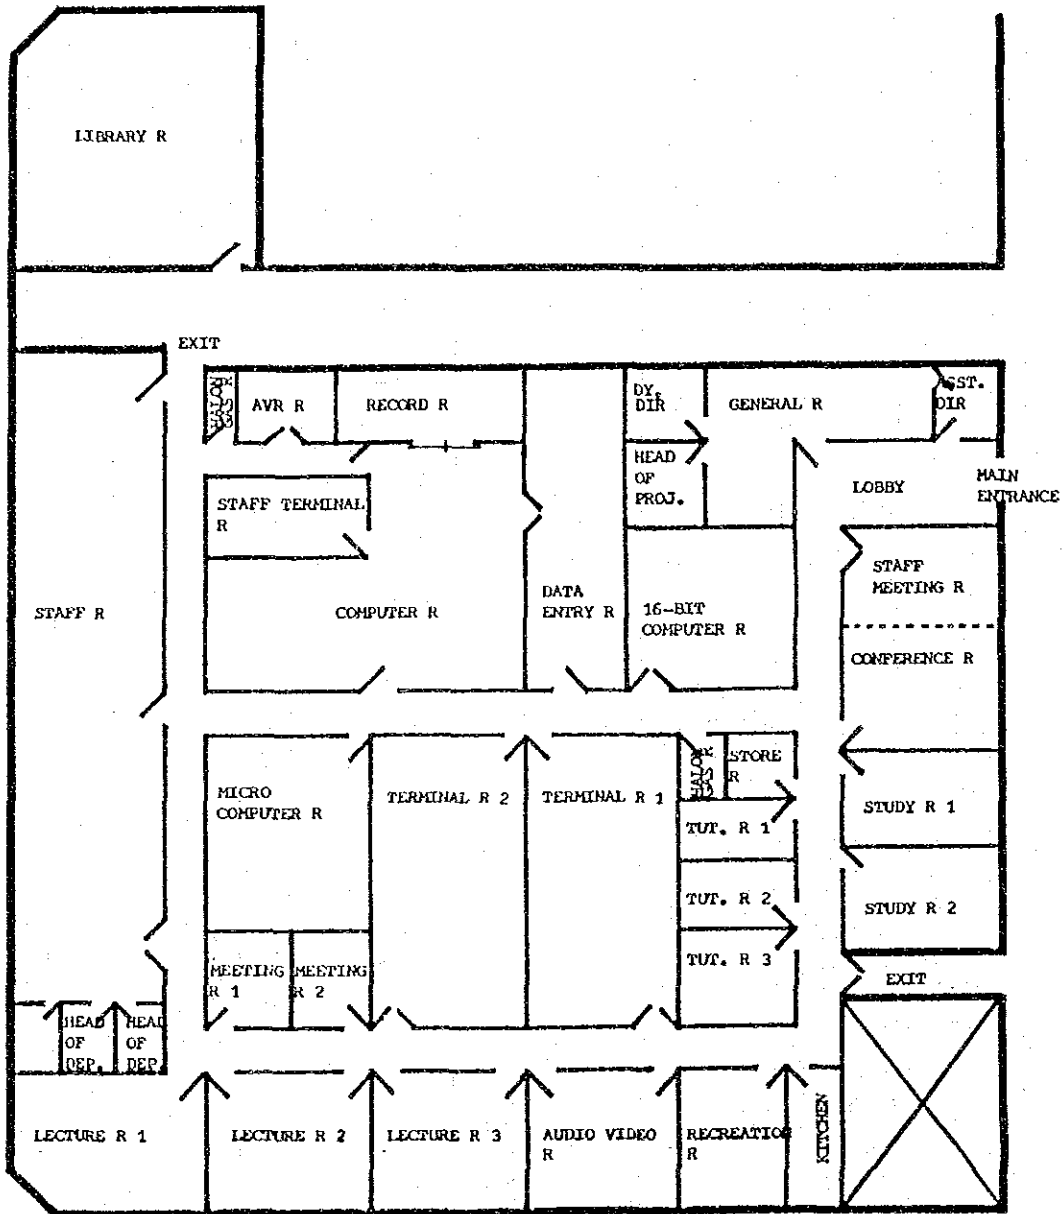 LIBRARY R
EXIT
HALON
GAS R
AVR R
RECORD R
DY.
DIR
GENERAL R
ASST.
DIR
HEAD
OF
PROJ.
LOBBY
MAIN
ENTRANCE
STAFF TERMINAL
R
STAFF
MEETING R
STAFF R
COMPUTER R
DATA
ENTRY R
16-BIT
COMPUTER R
CONFERENCE R
MICRO
COMPUTER R
TERMINAL R 2
TERMINAL R 1
HALON
GAS R
STORE
R
STUDY R 1
TUT. R 1
TUT. R 2
STUDY R 2
TUT. R 3
MEETING
R 1
MEETING
R 2
EXIT
HEAD
OF
DEP.
HEAD
OF
DEP.
LECTURE R 1
LECTURE R 2
LECTURE R 3
AUDIO VIDEO
R
RECREATION
R
KITCHEN